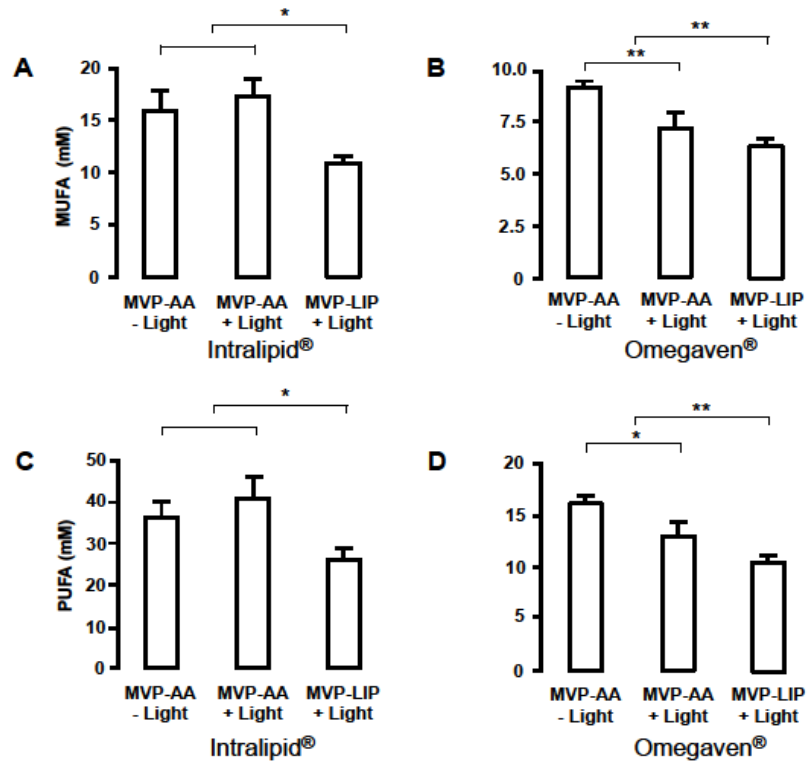 *
A
20
15
10
5
0
MUFA (mM)
MVP-AA MVP-AA MVP-LIP
- Light + Light + Light
Intralipid®
**
**
B
10.0
7.5
5.0
2.5
0
MVP-AA MVP-AA MVP-LIP
- Light + Light + Light
Omegaven®
*
C
50
40
30
20
10
0
PUFA (mM)
MVP-AA MVP-AA MVP-LIP
- Light + Light + Light
Intralipid®
**
*
D
20
15
10
5
0
MVP-AA MVP-AA MVP-LIP
- Light + Light + Light
Omegaven®